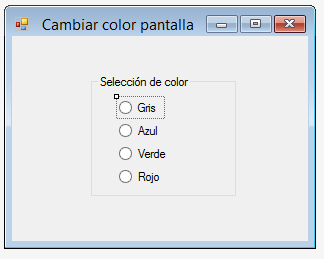 Cambiar color pantalla
Selección de color
Gris
Azul
Verde
Rojo